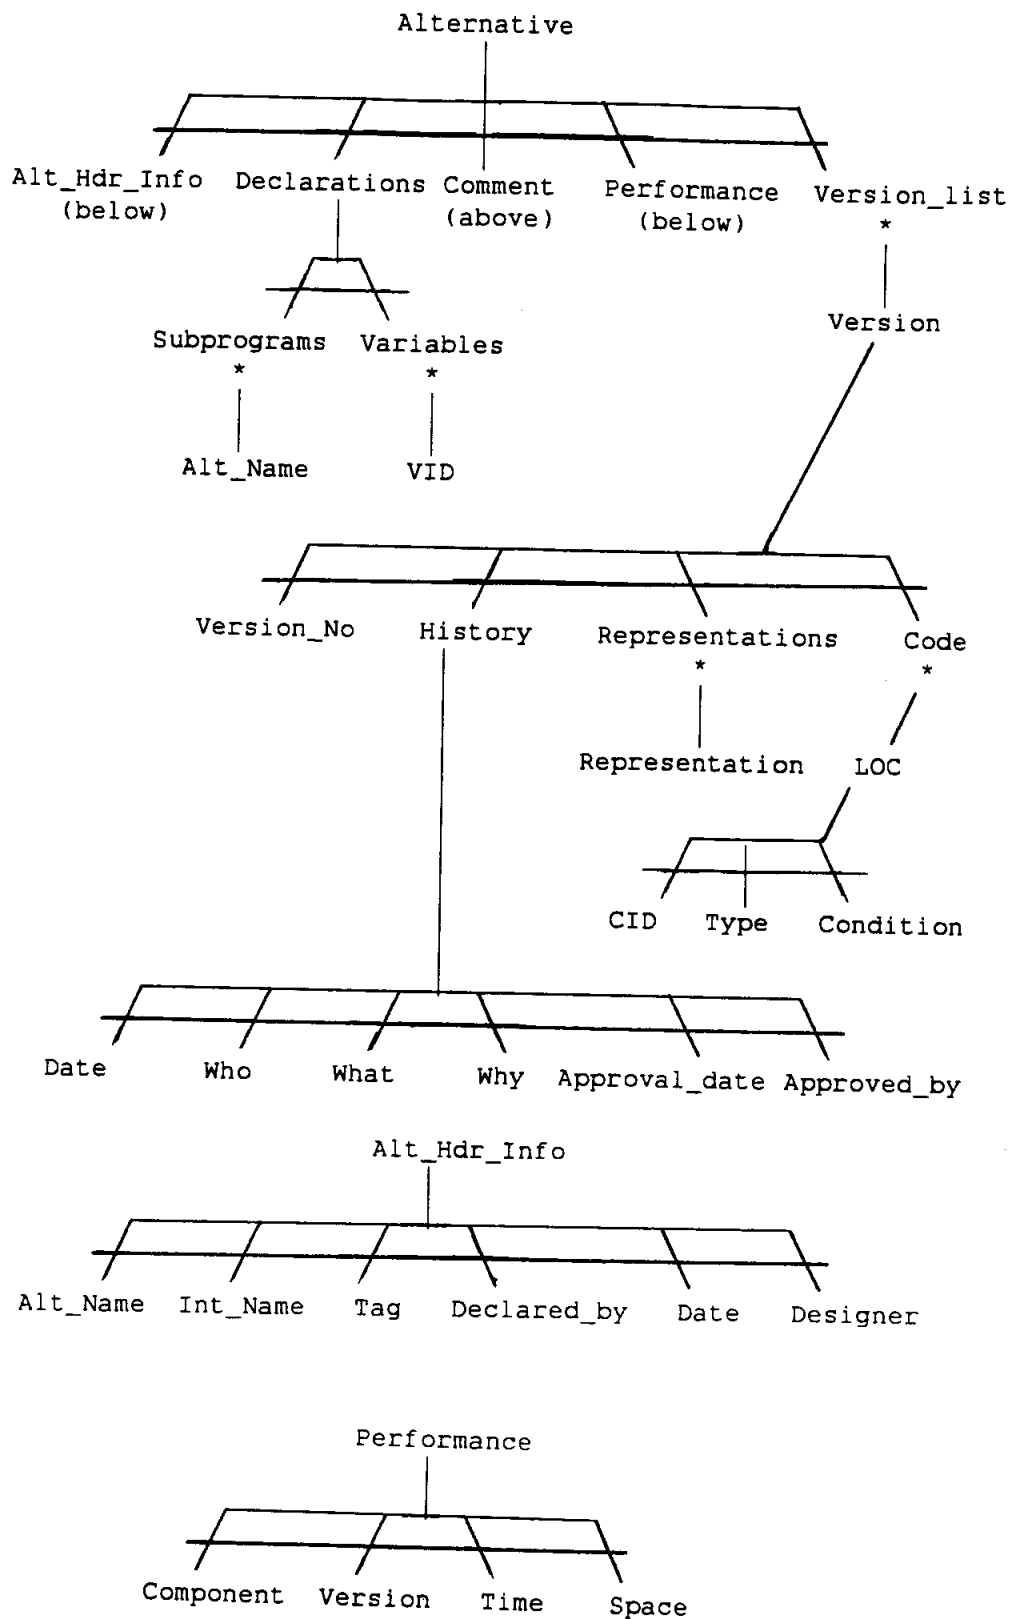 Alternative
Alt_Hdr_Info Declarations Comment Performance Version_list
(below) (above) (below) *
Version
Subprograms Variables
* *
Alt_Name VID
Version_No History Representations Code
* *
Representation LOC
CID Type Condition
Date Who What Why Approval_date Approved_by
Alt_Hdr_Info
Alt_Name Int_Name Tag Declared_by Date Designer
Performance
Component Version Time Space